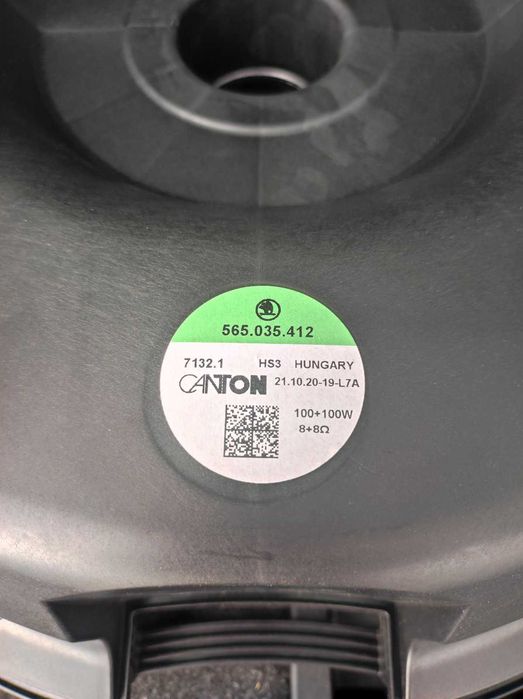 565.035.412
7132.1 HS3 HUNGARY
CANTON 21.10.20-19-L7A
100+100W
8+8Ω